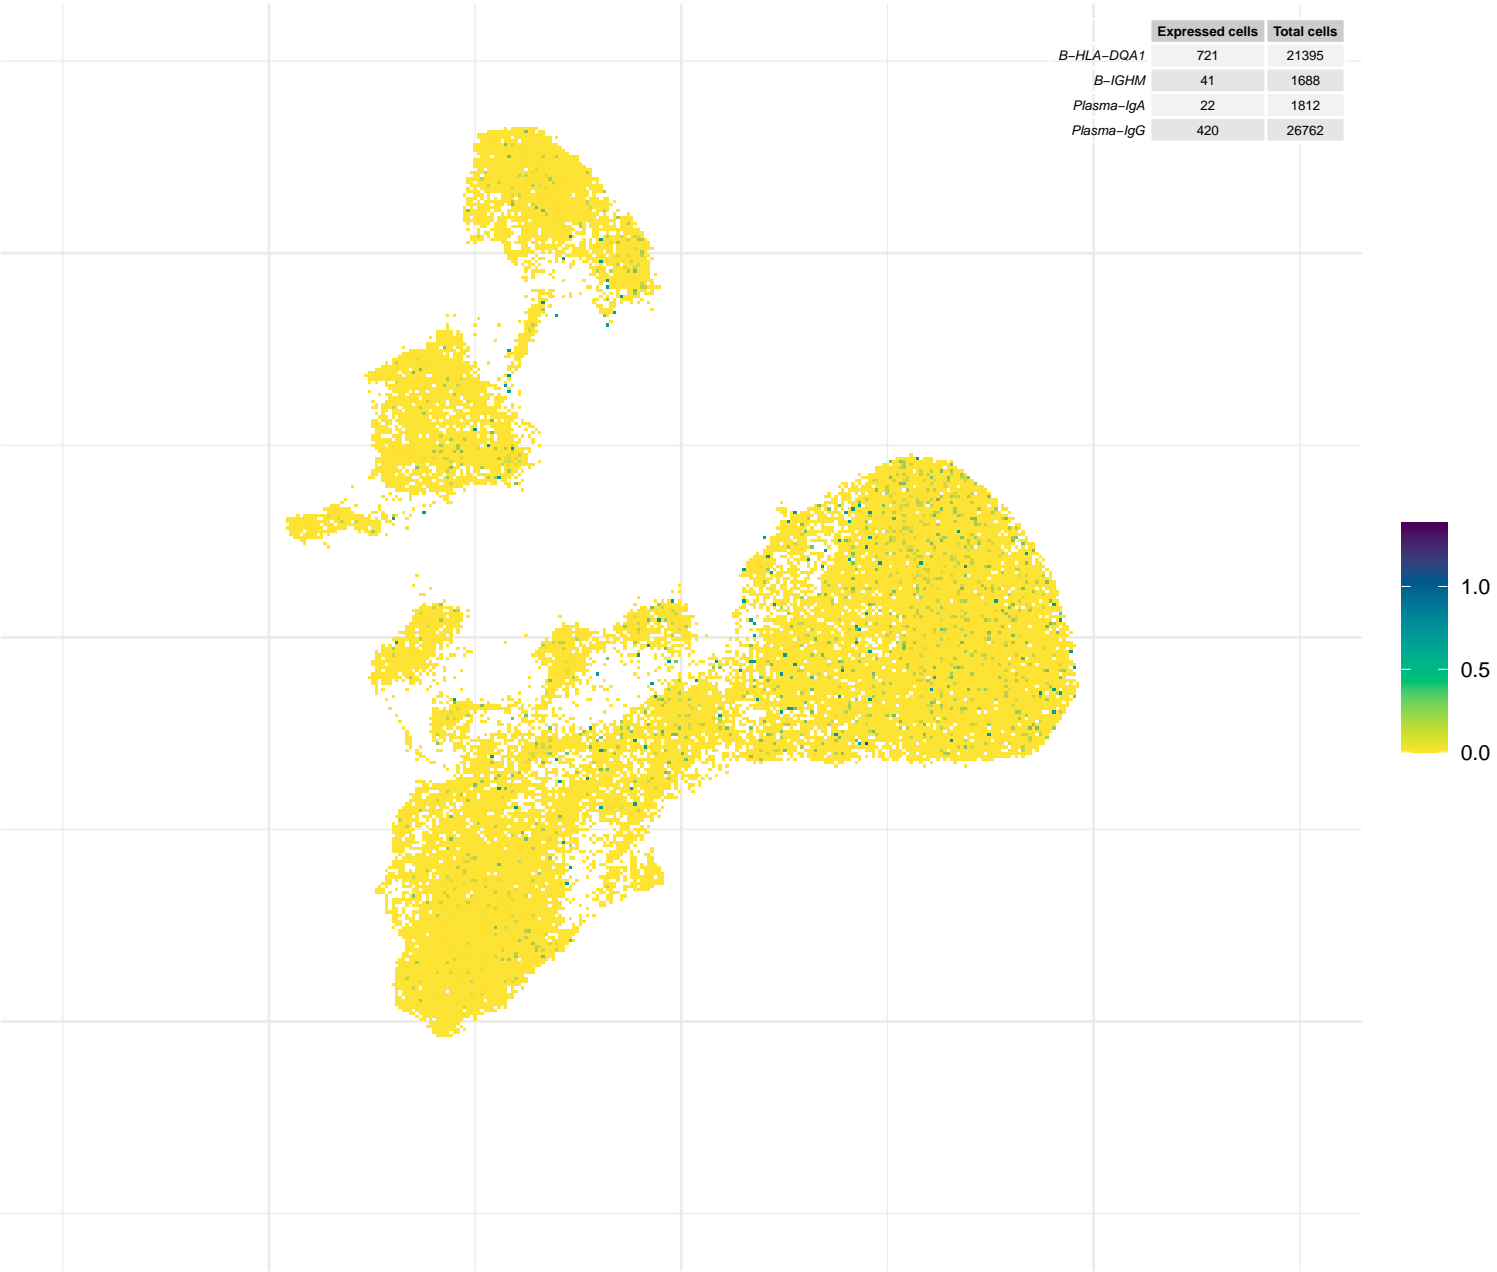 Expressed cells Total cells
B−HLA−DQA1 721 21395
B−IGHM 41 1688
Plasma−IgA 22 1812
Plasma−IgG 420 26762
1.0
0.5
0.0